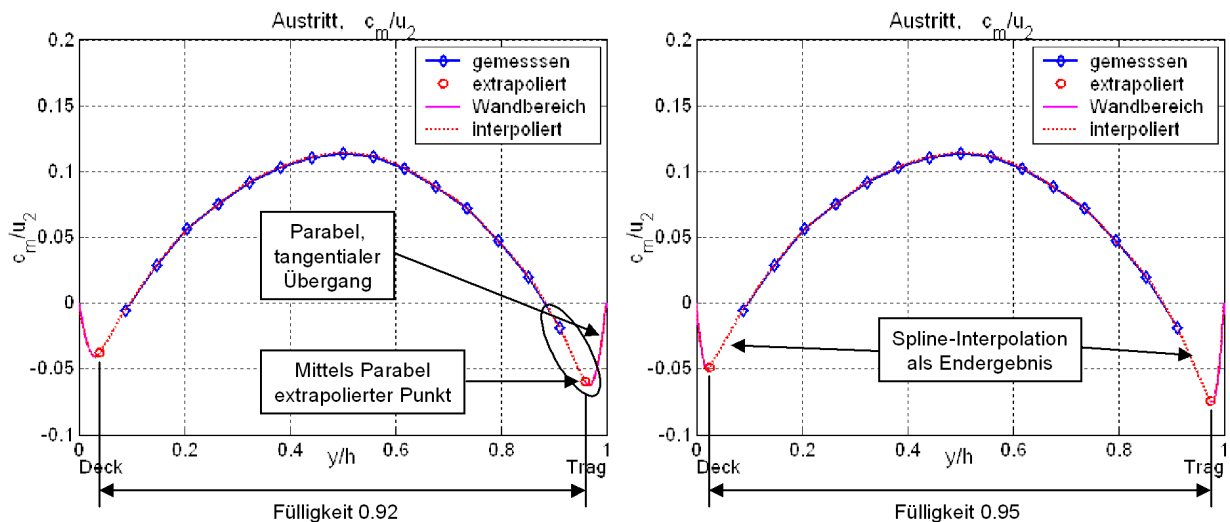 Austritt, c_m/u_2
0.2
0.15
0.1
0.05
0
-0.05
-0.1
c_m/u_2
gemesssen
extrapoliert
Wandbereich
interpoliert
Parabel,
tangentialer
Übergang
Mittels Parabel
extrapolierter Punkt
0 0.2 0.4 0.6 0.8 1
Deck y/h Trag
Fülligkeit 0.92
Austritt, c_m/u_2
0.2
0.15
0.1
0.05
0
-0.05
-0.1
c_m/u_2
gemesssen
extrapoliert
Wandbereich
interpoliert
Spline-Interpolation
als Endergebnis
0 0.2 0.4 0.6 0.8 1
Deck y/h Trag
Fülligkeit 0.95